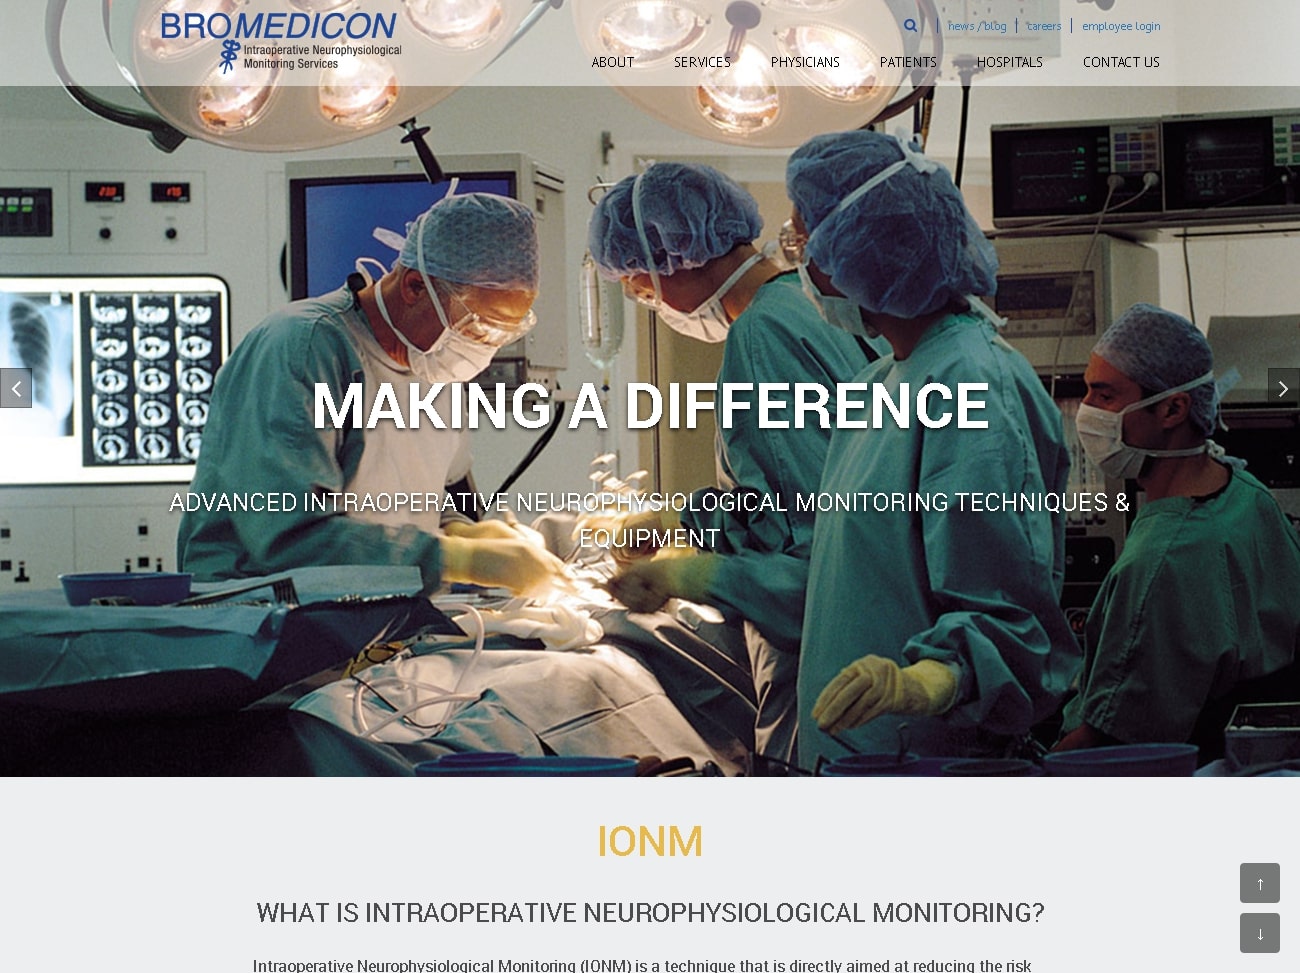 BROMEDICON
Intraoperative Neurophysiological
Monitoring Services
news / blog
careers
employee login
ABOUT
SERVICES
PHYSICIANS
PATIENTS
HOSPITALS
CONTACT US
MAKING A DIFFERENCE
ADVANCED INTRAOPERATIVE NEUROPHYSIOLOGICAL MONITORING TECHNIQUES &
EQUIPMENT
IONM
WHAT IS INTRAOPERATIVE NEUROPHYSIOLOGICAL MONITORING?
Intraoperative Neurophysiological Monitoring (IONM) is a technique that is directly aimed at reducing the risk